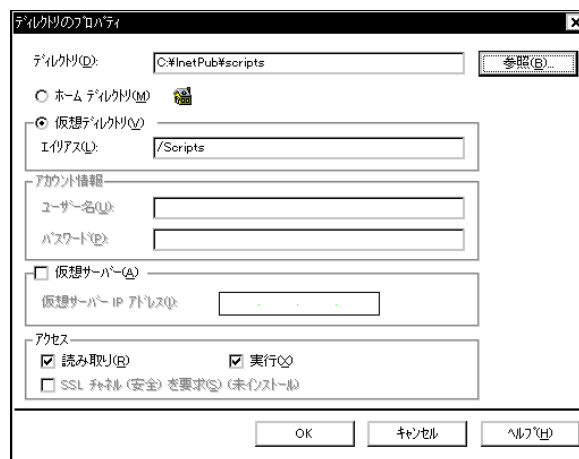 ﾃﾞｨﾚｸﾄﾘのﾌﾟﾛﾊﾟﾃｨ
ﾃﾞｨﾚｸﾄﾘ(D): C:¥InetPub¥scripts 参照(B)...
ホーム ﾃﾞｨﾚｸﾄﾘ(M)
仮想ﾃﾞｨﾚｸﾄﾘ(V)
ｴｲﾘｱｽ(L): /Scripts
ｱｶｳﾝﾄ情報
ﾕｰｻﾞｰ名(U):
ﾊﾟｽﾜｰﾄﾞ(P):
仮想サーバー(A)
仮想サーバー IP ｱﾄﾞﾚｽ(I):
ｱｸｾｽ
読み取り(R) 実行(X)
SSL ﾁｬﾈﾙ (安全) を要求(S) (未ｲﾝｽﾄｰﾙ)
OK ｷｬﾝｾﾙ ﾍﾙﾌﾟ(H)